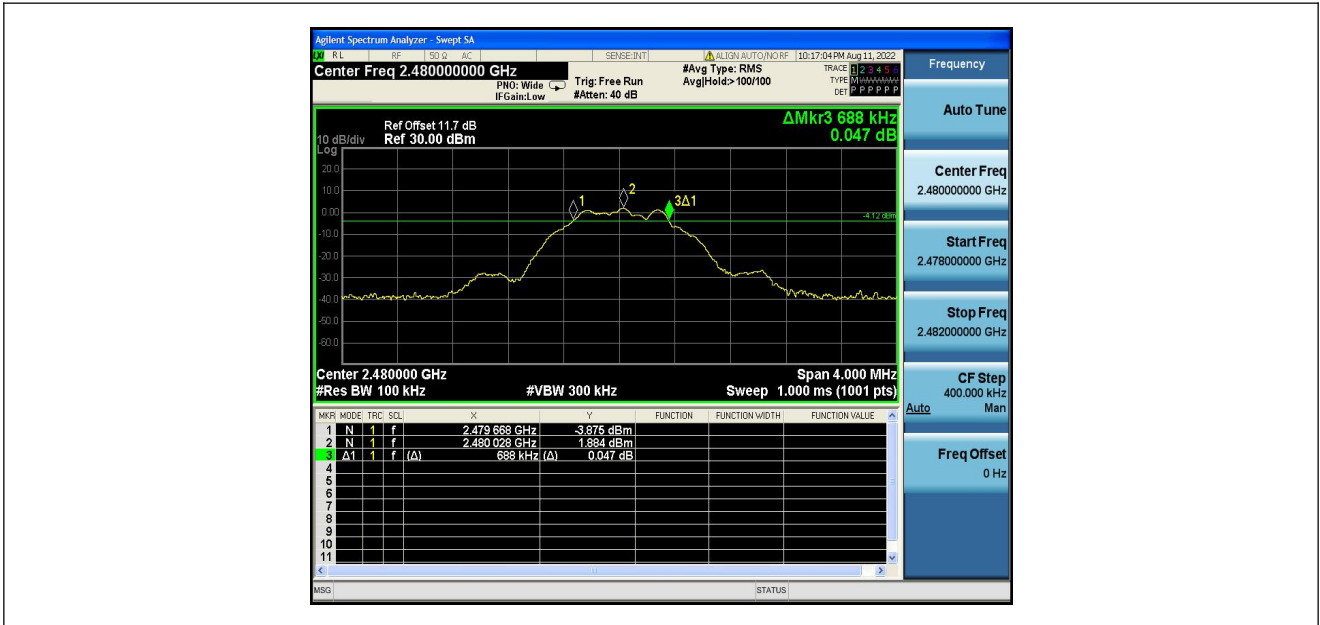 Agilent Spectrum Analyzer - Swept SA
RL RF 50 Ω AC SENSE:INT ALIGN AUTO/NO RF 10:17:04 PM Aug 11, 2022
Center Freq 2.480000000 GHz
PNO: Wide
IFGain:Low
Trig: Free Run
#Atten: 40 dB
#Avg Type: RMS
Avg|Hold:>100/100
TRACE 1 2 3 4 5 6
TYPE M
DET P P P P P P
ΔMkr3 688 kHz
0.047 dB
Ref Offset 11.7 dB
10 dB/div Ref 30.00 dBm
Log
20.0
10.0
0.00
-10.0
-20.0
-30.0
-40.0
-50.0
-60.0
1
2
3Δ1
-4.12 dBm
Center 2.480000 GHz Span 4.000 MHz
#Res BW 100 kHz #VBW 300 kHz Sweep 1.000 ms (1001 pts)
MKR MODE TRC SCL X Y FUNCTION FUNCTION WIDTH FUNCTION VALUE
1 N 1 f 2.479 668 GHz -3.875 dBm
2 N 1 f 2.480 028 GHz 1.884 dBm
3 Δ1 1 f (Δ) 688 kHz (Δ) 0.047 dB
4
5
6
7
8
9
10
11
MSG STATUS
Frequency
Auto Tune
Center Freq
2.480000000 GHz
Start Freq
2.478000000 GHz
Stop Freq
2.482000000 GHz
CF Step
400.000 kHz
Auto Man
Freq Offset
0 Hz